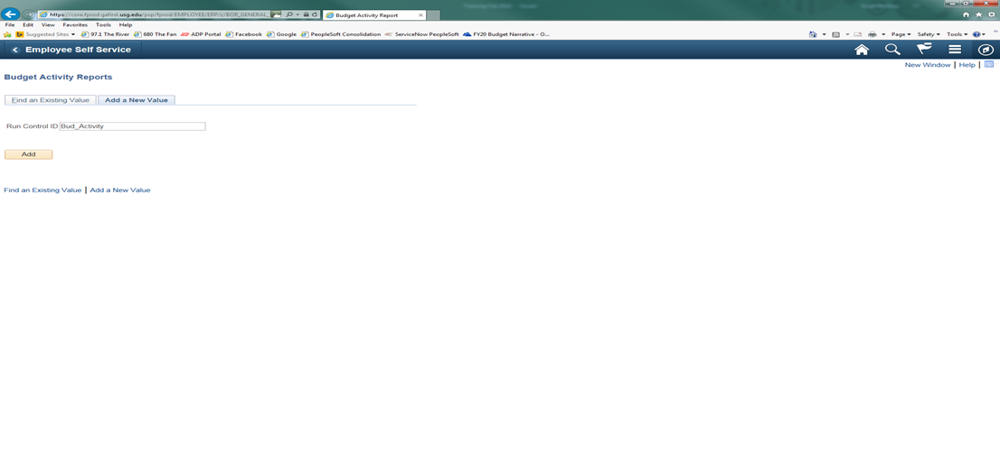 https://core.fprod.gafirst.usg.edu/psp/fprod/EMPLOYEE/ERP/c/BOR_GENERAL_
Budget Activity Report
File Edit View Favorites Tools Help
Suggested Sites 97.1 The River 680 The Fan ADP Portal Facebook Google PeopleSoft Consolidation ServiceNow PeopleSoft FY20 Budget Narrative - O... Page Safety Tools
Employee Self Service
New Window | Help |
Budget Activity Reports
Find an Existing Value Add a New Value
Run Control ID Bud_Activity
Add
Find an Existing Value | Add a New Value